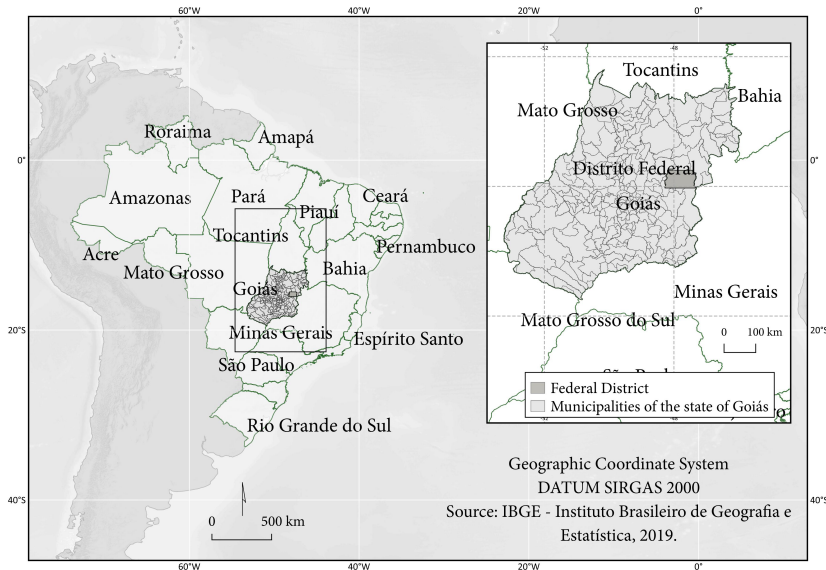 60°W
40°W
20°W
0°
-52
-48
Tocantins
Bahia
Mato Grosso
Distrito Federal
Goiás
Minas Gerais
Mato Grosso do Sul
0 100 km
Federal District
Municipalities of the state of Goiás
Roraima
Amapá
0°
0°
Amazonas
Pará
Ceará
Piauí
Tocantins
Pernambuco
Acre
Mato Grosso
Bahia
Goiás
20°S
20°S
Minas Gerais
Espírito Santo
São Paulo
Rio Grande do Sul
Geographic Coordinate System
DATUM SIRGAS 2000
Source: IBGE - Instituto Brasileiro de Geografia e
Estatística, 2019.
40°S
40°S
0 500 km
60°W
40°W
20°W
0°